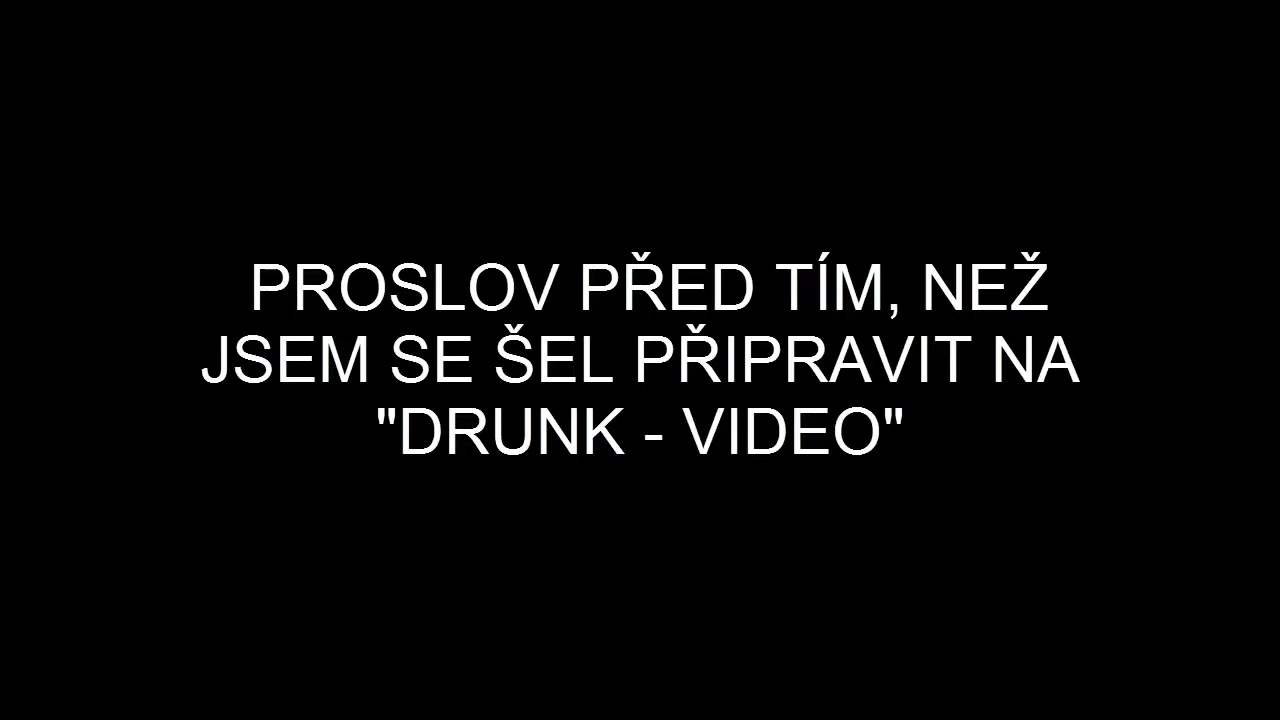 PROSLOV PŘED TÍM, NEŽ
JSEM SE ŠEL PŘIPRAVIT NA
"DRUNK - VIDEO"